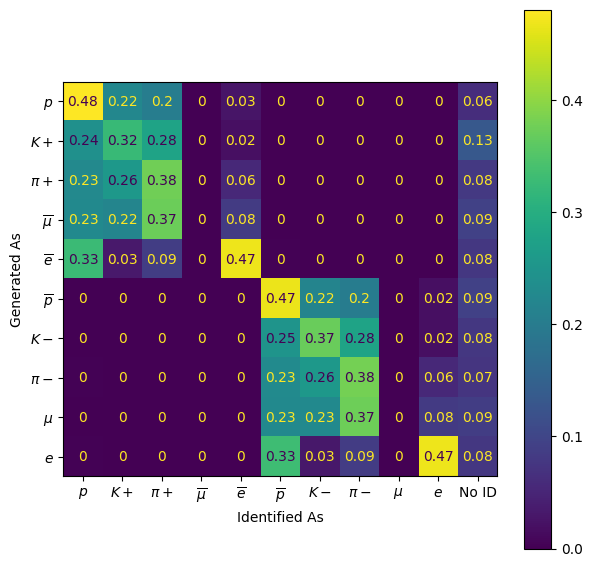 p 0.48 0.22 0.2 0 0.03 0 0 0 0 0 0.06
K+ 0.24 0.32 0.28 0 0.02 0 0 0 0 0 0.13
π+ 0.23 0.26 0.38 0 0.06 0 0 0 0 0 0.08
μ̅ 0.23 0.22 0.37 0 0.08 0 0 0 0 0 0.09
e̅ 0.33 0.03 0.09 0 0.47 0 0 0 0 0 0.08
p̅ 0 0 0 0 0 0.47 0.22 0.2 0 0.02 0.09
K− 0 0 0 0 0 0.25 0.37 0.28 0 0.02 0.08
π− 0 0 0 0 0 0.23 0.26 0.38 0 0.06 0.07
μ 0 0 0 0 0 0.23 0.23 0.37 0 0.08 0.09
e 0 0 0 0 0 0.33 0.03 0.09 0 0.47 0.08
p K+ π+ μ̅ e̅ p̅ K− π− μ e No ID
Identified As
Generated As
0.4
0.3
0.2
0.1
0.0